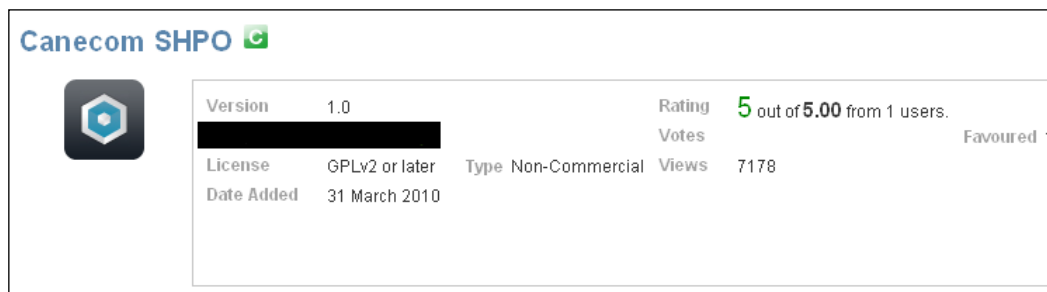 Canecom SHPO C
Version 1.0 Rating 5 out of 5.00 from 1 users.
Votes Favoured
License GPLv2 or later Type Non-Commercial Views 7178
Date Added 31 March 2010